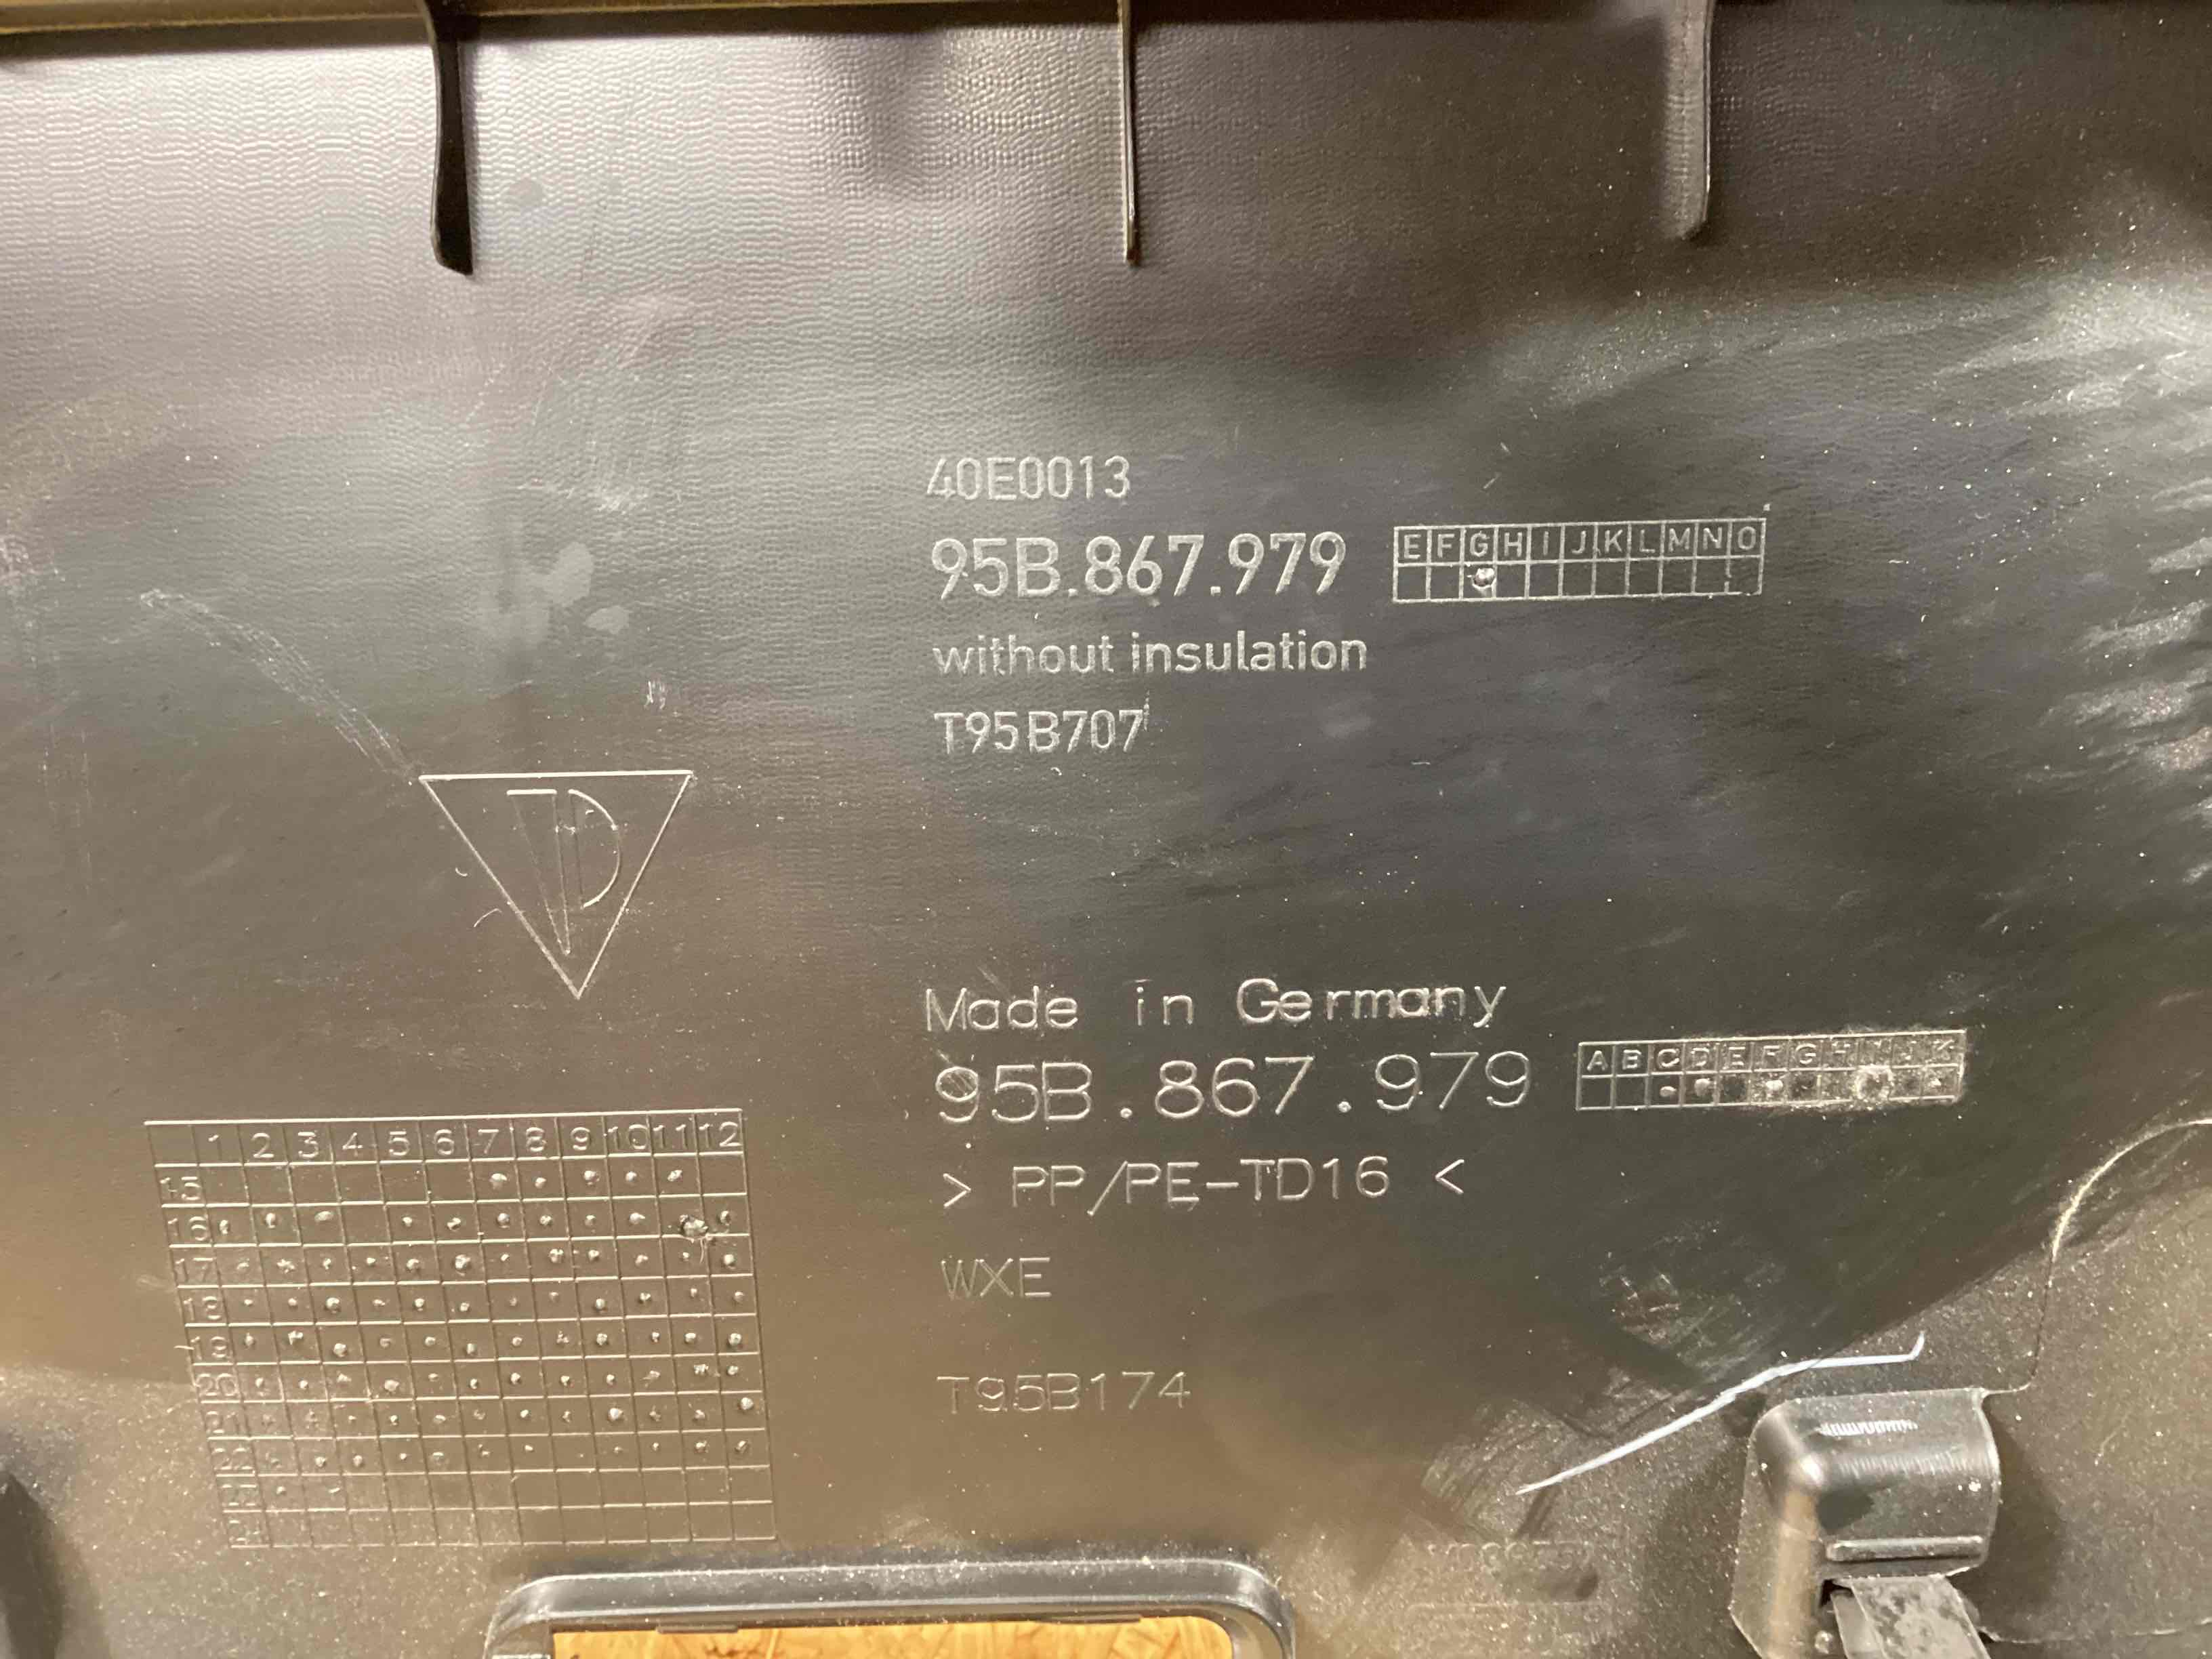 40E0013
95B.867.979
E F G H I J K L M N O
without insulation
T95B707
Made in Germany
95B.867.979
A B C D E F G H I J K
> PP/PE-TD16 <
WXE
T95B174
1 2 3 4 5 6 7 8 9 10 11 12
15
16
17
18
19
20
21
22